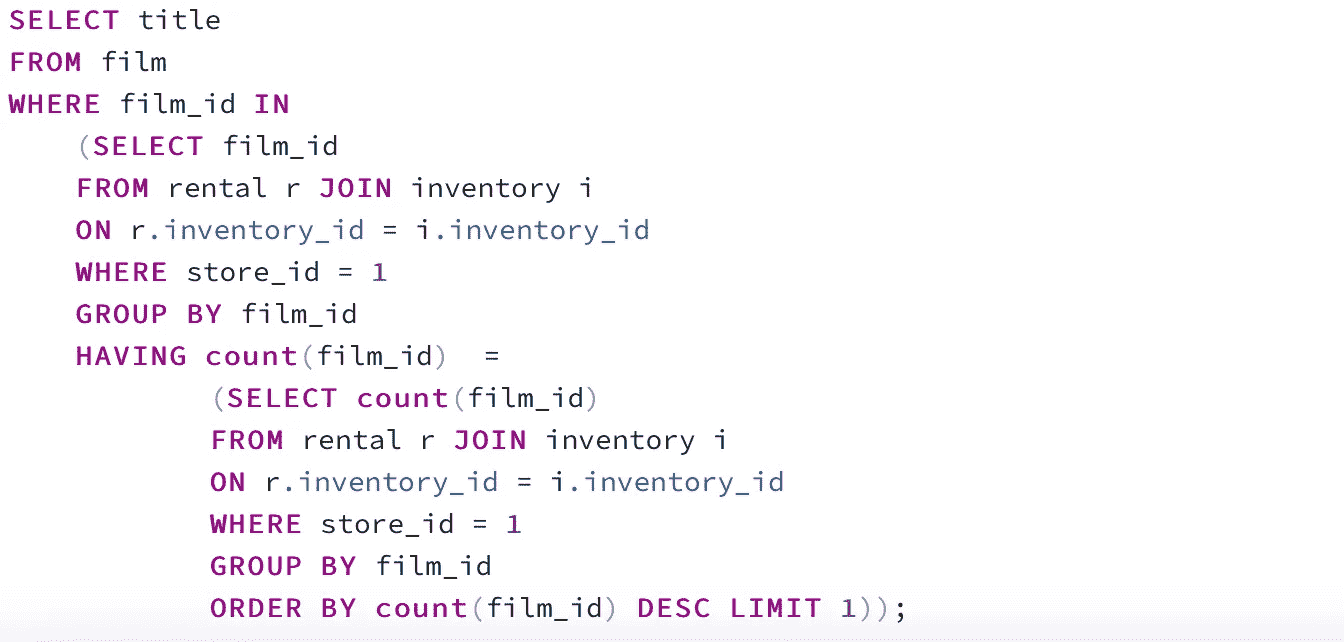 SELECT title
FROM film
WHERE film_id IN
(SELECT film_id
FROM rental r JOIN inventory i
ON r.inventory_id = i.inventory_id
WHERE store_id = 1
GROUP BY film_id
HAVING count(film_id)  =
(SELECT count(film_id)
FROM rental r JOIN inventory i
ON r.inventory_id = i.inventory_id
WHERE store_id = 1
GROUP BY film_id
ORDER BY count(film_id) DESC LIMIT 1));